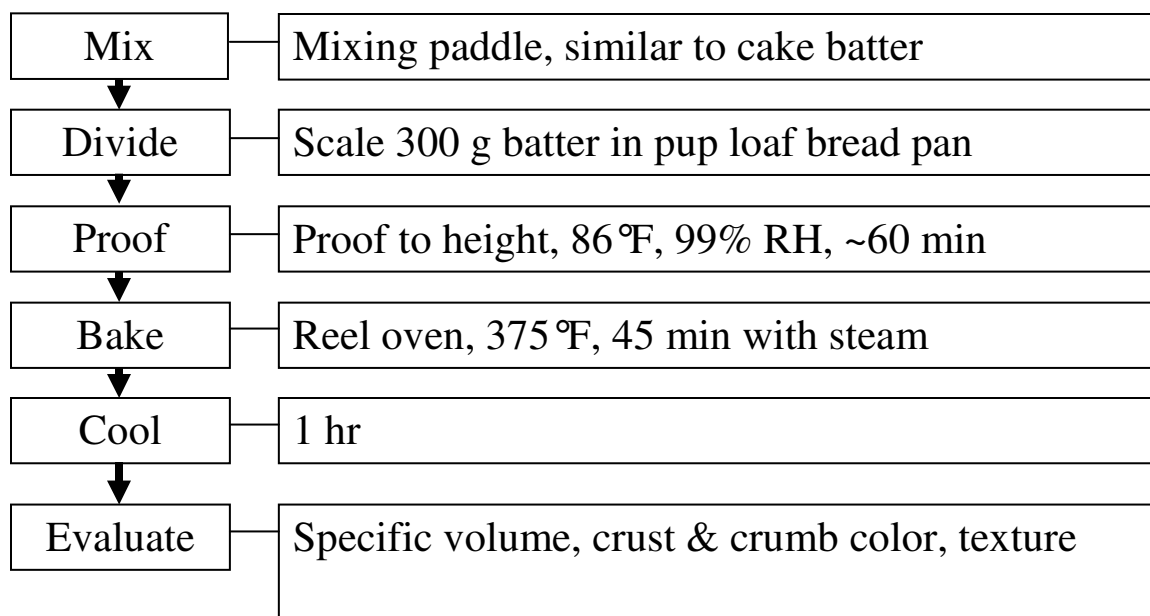 Mix
Mixing paddle, similar to cake batter
Divide
Scale 300 g batter in pup loaf bread pan
Proof
Proof to height, 86°F, 99% RH, ~60 min
Bake
Reel oven, 375°F, 45 min with steam
Cool
1 hr
Evaluate
Specific volume, crust & crumb color, texture